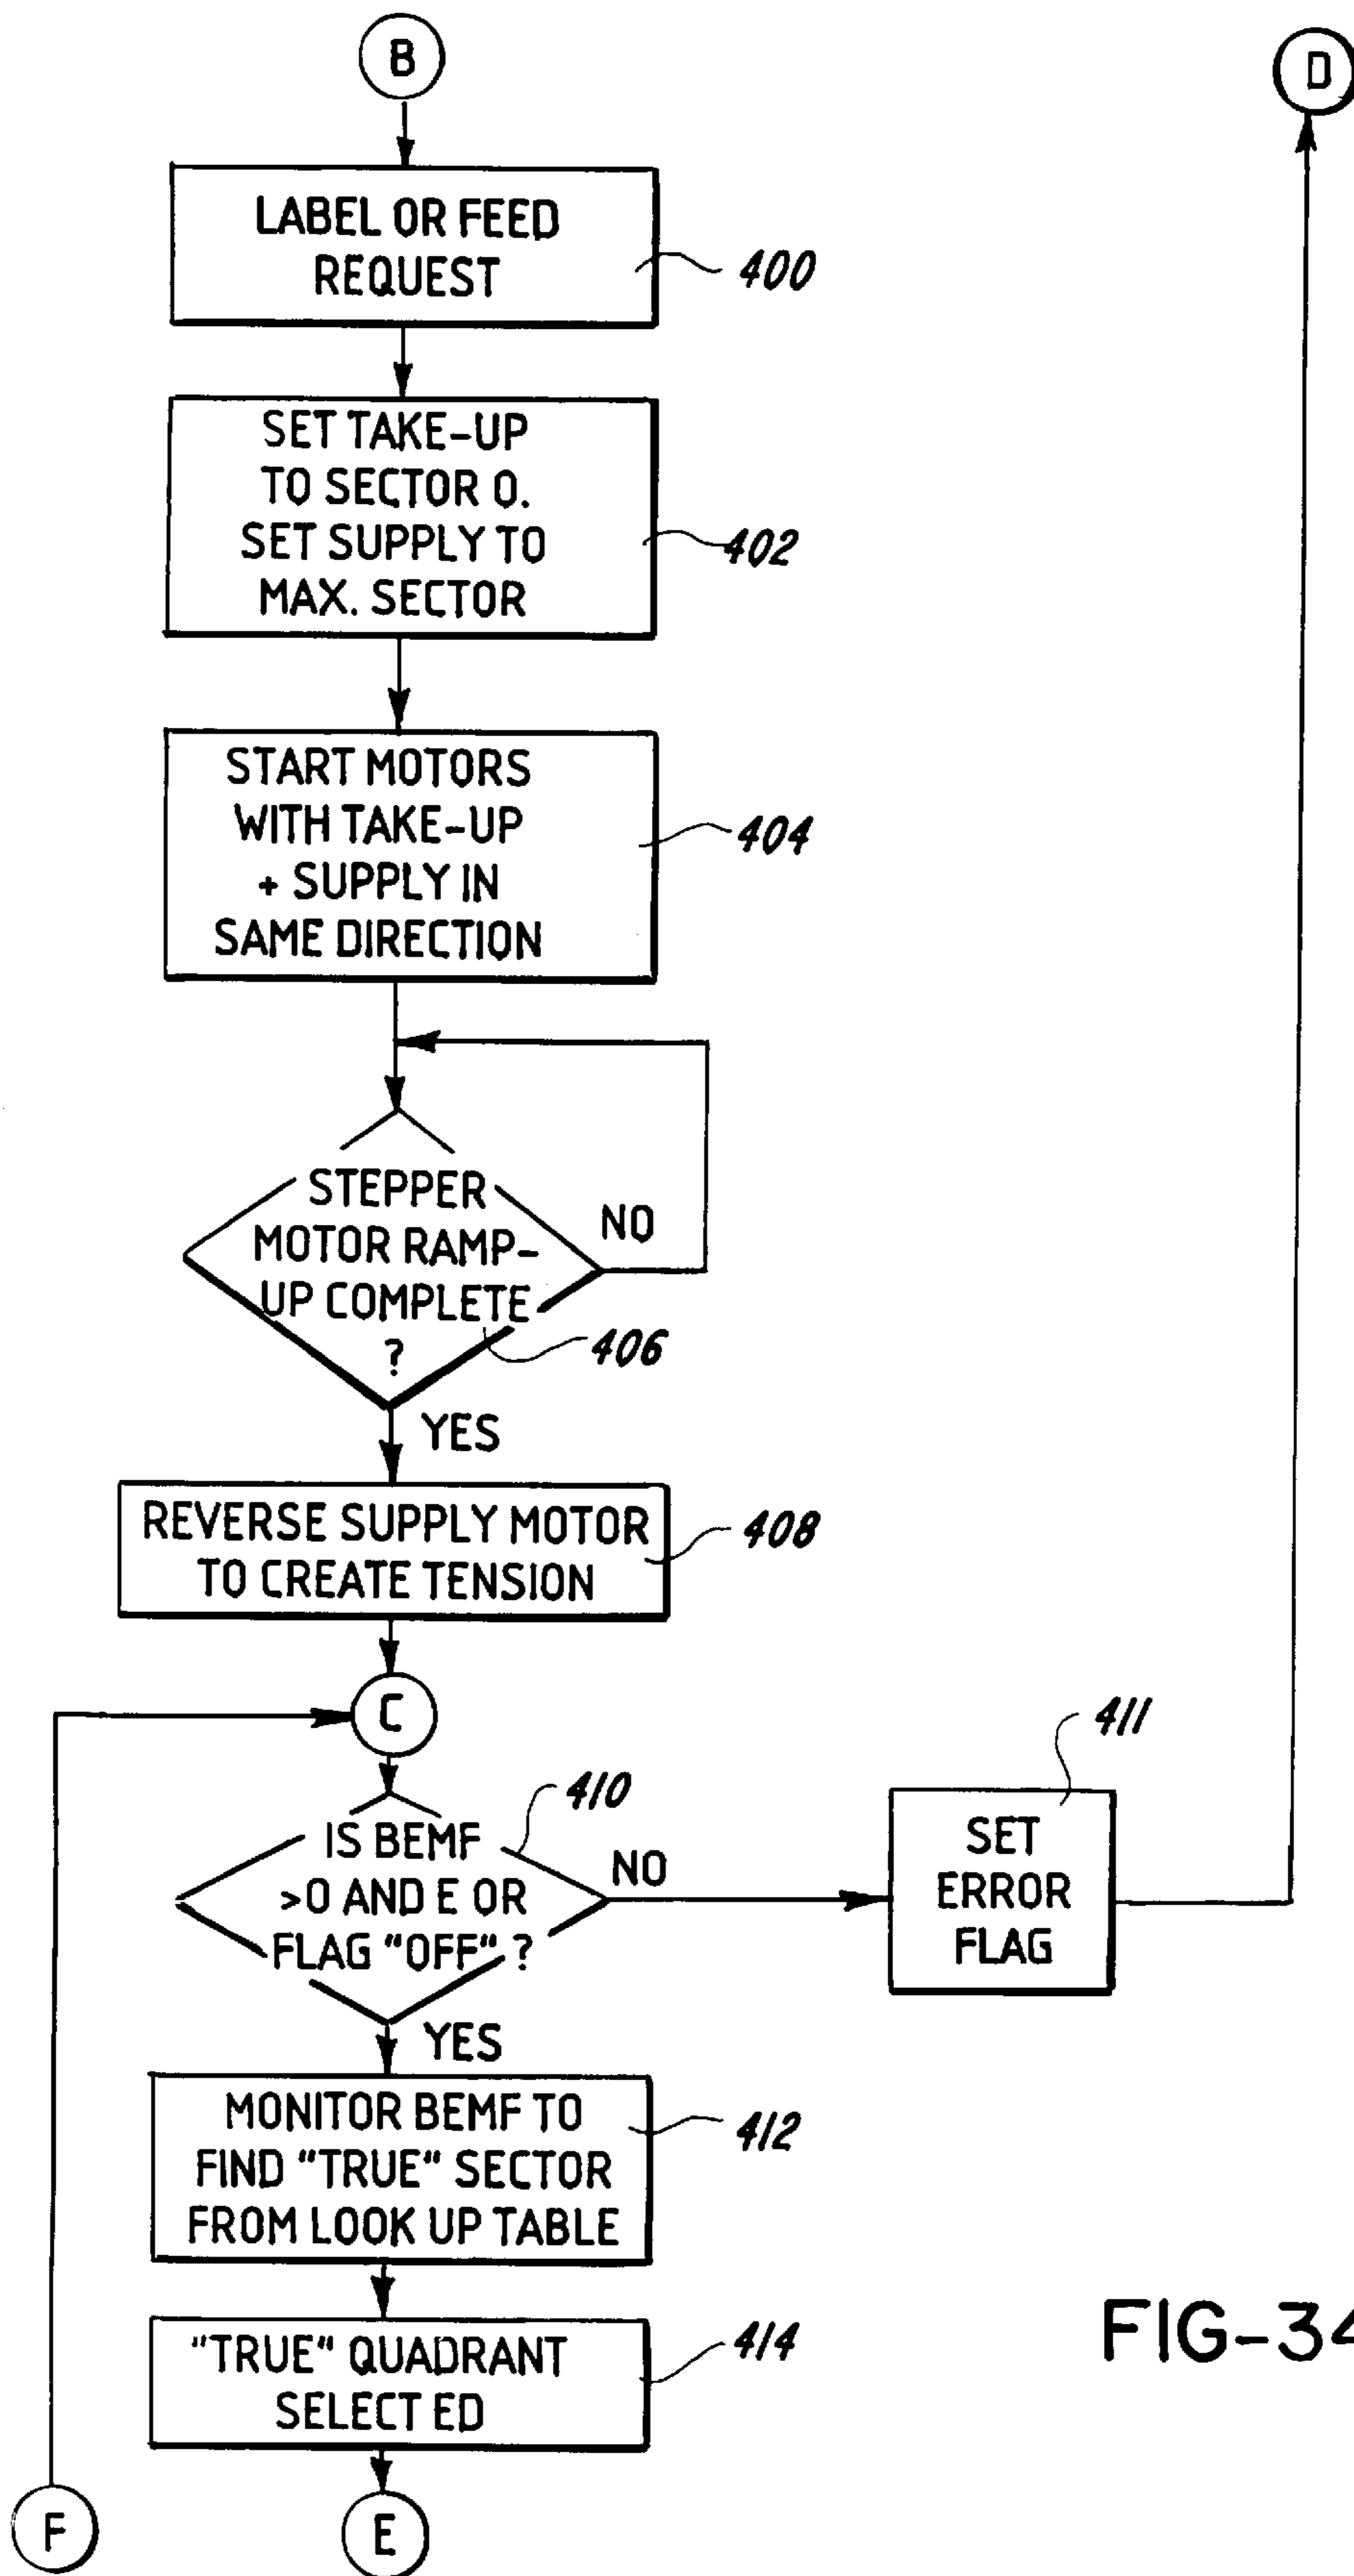 B
D
LABEL OR FEED
REQUEST
400
SET TAKE-UP
TO SECTOR 0.
SET SUPPLY TO
MAX. SECTOR
402
START MOTORS
WITH TAKE-UP
+ SUPPLY IN
SAME DIRECTION
404
STEPPER
MOTOR RAMP-
UP COMPLETE
?
NO
406
YES
REVERSE SUPPLY MOTOR
TO CREATE TENSION
408
C
411
410
IS BEMF
>0 AND E OR
FLAG "OFF" ?
NO
SET
ERROR
FLAG
YES
MONITOR BEMF TO
FIND "TRUE" SECTOR
FROM LOOK UP TABLE
412
"TRUE" QUADRANT
SELECT ED
414
FIG-34
F
E